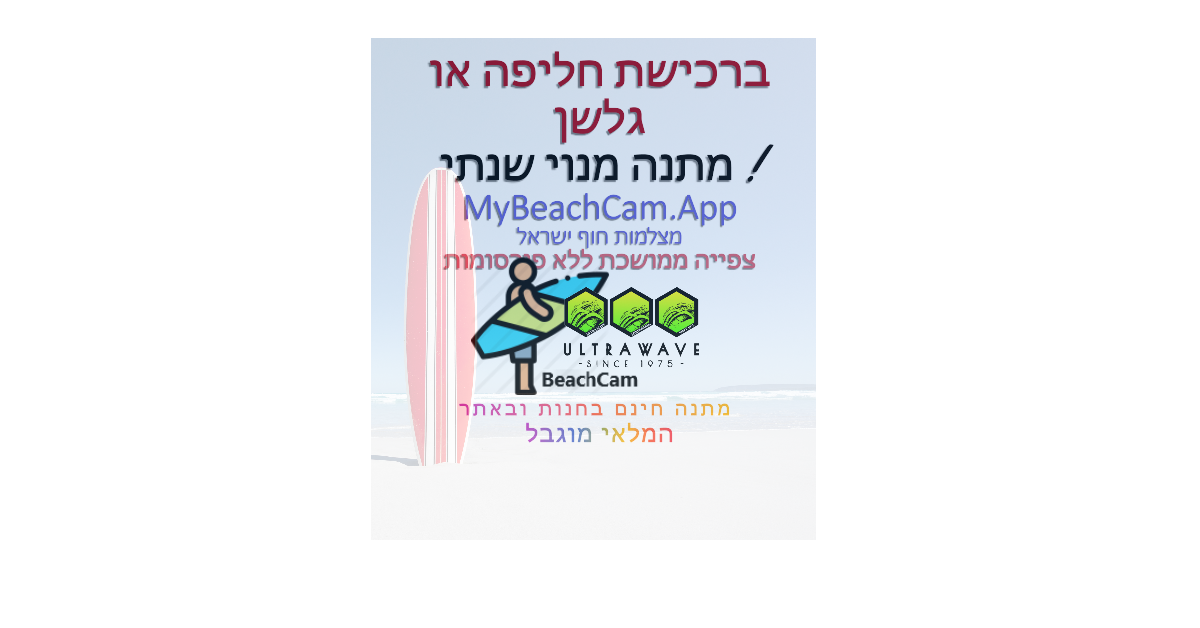 ברכישת חליפה או
גלשן
מתנה מנוי שנתי !
MyBeachCam.App
מצלמות חוף ישראל
צפייה ממושכת ללא פירסומות
ULTRAWAVE
-SINCE 1975-
BeachCam
מתנה חינם בחנות ובאתר
המלאי מוגבל